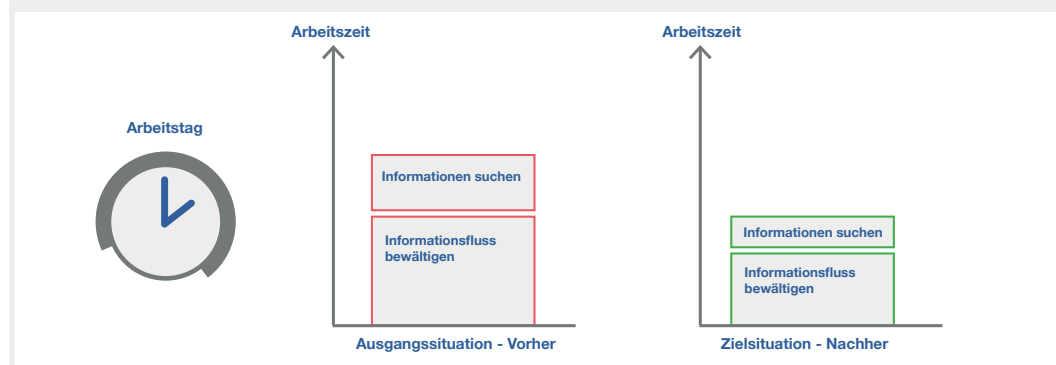 Arbeitstag
Arbeitszeit
Informationen suchen
Informationsfluss
bewältigen
Ausgangssituation - Vorher
Arbeitszeit
Informationen suchen
Informationsfluss
bewältigen
Zielsituation - Nachher